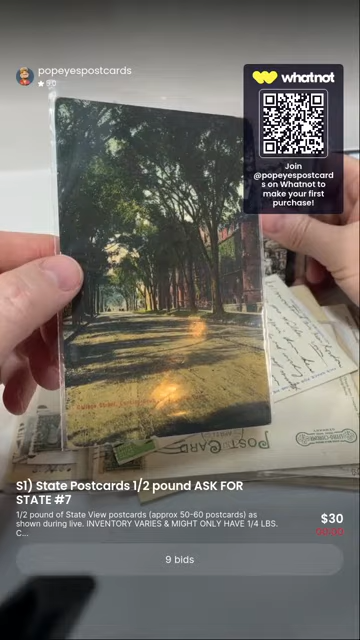 popeyespostcards
whatnot
Join
@popeyespostcard
s on Whatnot to
make your first
purchase!
POST CARD
S1) State Postcards 1/2 pound ASK FOR
STATE #7
1/2 pound of State View postcards (approx 50-60 postcards) as
shown during live. INVENTORY VARIES & MIGHT ONLY HAVE 1/4 LBS.
C...
$30
9 bids